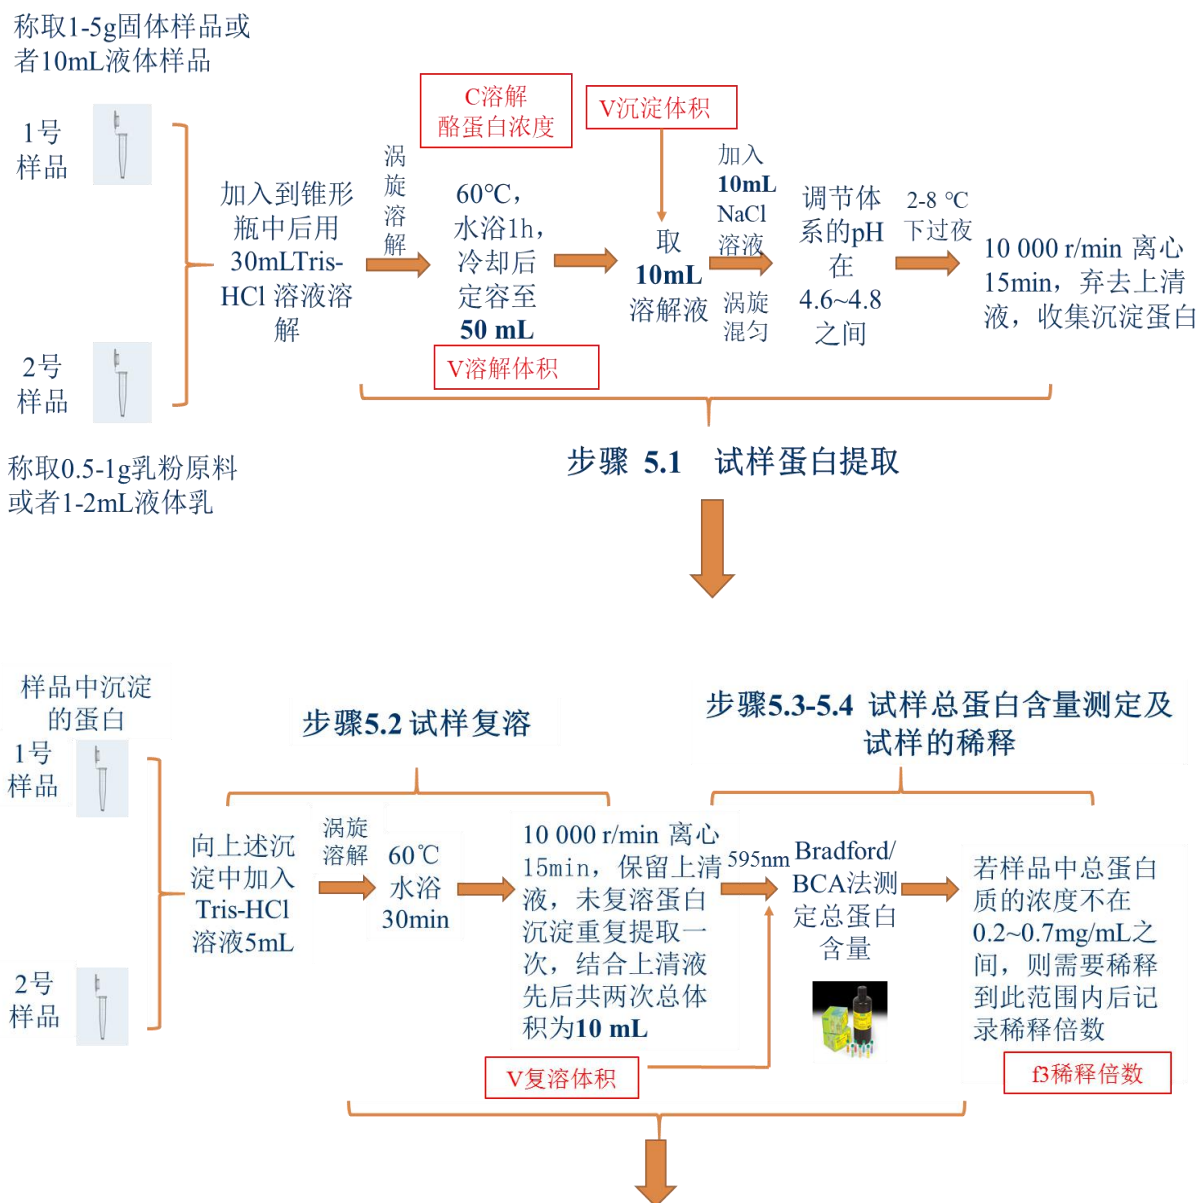 称取1-5g固体样品或
者10mL液体样品
1号
样品
2号
样品
称取0.5-1g乳粉原料
或者1-2mL液体乳
加入到锥形
瓶中后用
30mLTris-
HCl 溶液溶
解
涡
旋
溶
解
C溶解
酪蛋白浓度
60℃,
水浴1h,
冷却后
定容至
50 mL
V溶解体积
V沉淀体积
取
10mL
溶解液
加入
10mL
NaCl
溶液
涡旋
混匀
调节体
系的pH
在
4.6~4.8
之间
2-8 ℃
下过夜
10 000 r/min 离心
15min，弃去上清
液，收集沉淀蛋白
步骤 5.1 试样蛋白提取
样品中沉淀
的蛋白
1号
样品
2号
样品
步骤5.2 试样复溶
向上述沉
淀中加入
Tris-HCl
溶液5mL
涡旋
溶解
60℃
水浴
30min
10 000 r/min 离心
15min，保留上清
液，未复溶蛋白
沉淀重复提取一
次，结合上清液
先后共两次总体
积为10 mL
V复溶体积
步骤5.3-5.4 试样总蛋白含量测定及
试样的稀释
595nm
Bradford/
BCA法测
定总蛋白
含量
若样品中总蛋白
质的浓度不在
0.2~0.7mg/mL之
间，则需要稀释
到此范围内后记
录稀释倍数
f3稀释倍数